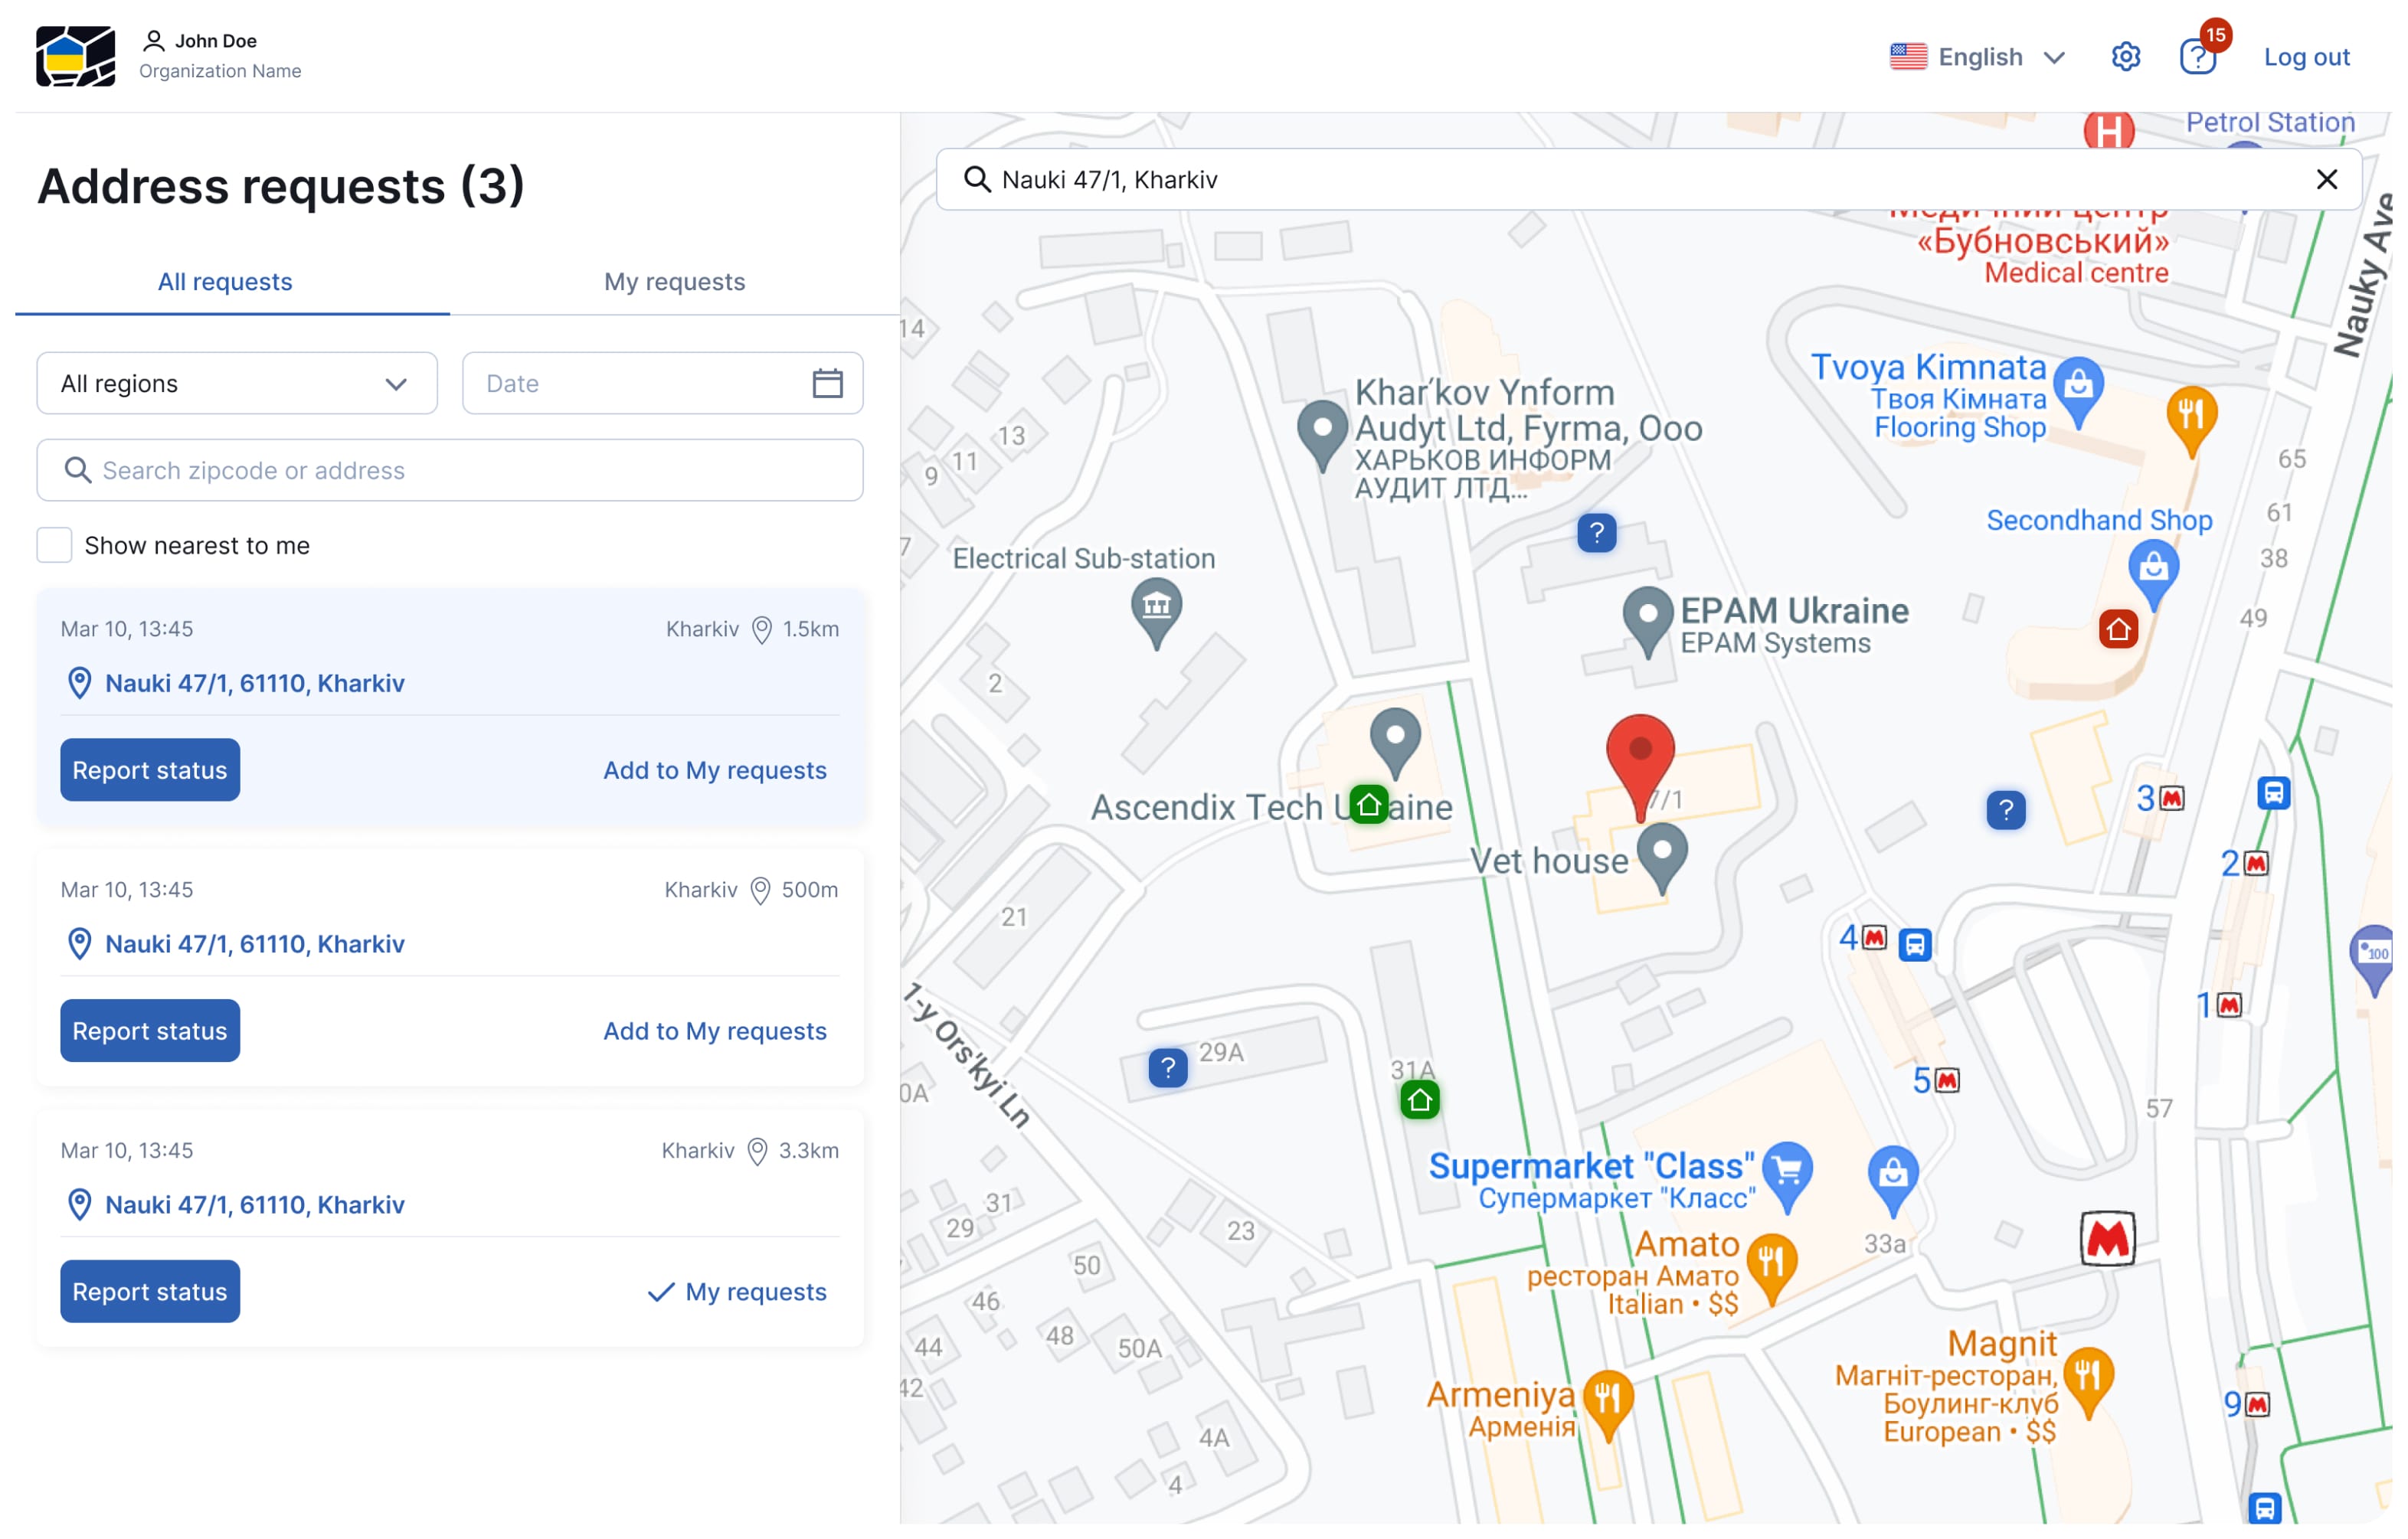 John Doe
Organization Name
English
15
Log out
Address requests (3)
All requests
My requests
All regions
Date
Search zipcode or address
Show nearest to me
Mar 10, 13:45
Kharkiv 1.5km
Nauki 47/1, 61110, Kharkiv
Report status
Add to My requests
Mar 10, 13:45
Kharkiv 500m
Nauki 47/1, 61110, Kharkiv
Report status
Add to My requests
Mar 10, 13:45
Kharkiv 3.3km
Nauki 47/1, 61110, Kharkiv
Report status
My requests
H
Petrol Station
Nauki 47/1, Kharkiv
«Бубновський»
Medical centre
Nauky Ave
14
Tvoya Kimnata
Твоя Кімната
Flooring Shop
Khar'kov Ynform
Audyt Ltd, Fyrma, Ooo
ХАРЬКОВ ИНФОРМ
АУДИТ ЛТД...
13
11
9
65
61
Secondhand Shop
?
7
Electrical Sub-station
38
EPAM Ukraine
EPAM Systems
49
2
7/1
Ascendix Tech U
aine
?
3
Vet house
2
21
4
100
1
1-y Ors'kyi Ln
29A
?
31A
5
0A
57
Supermarket "Class"
Супермаркет "Класс"
31
29
23
Amato
ресторан Амато
Italian • $$
33a
50
46
48
50A
44
Magnit
Магніт-ресторан,
Боулинг-клуб
European • $$
42
Armeniya
Арменія
9
4A
4